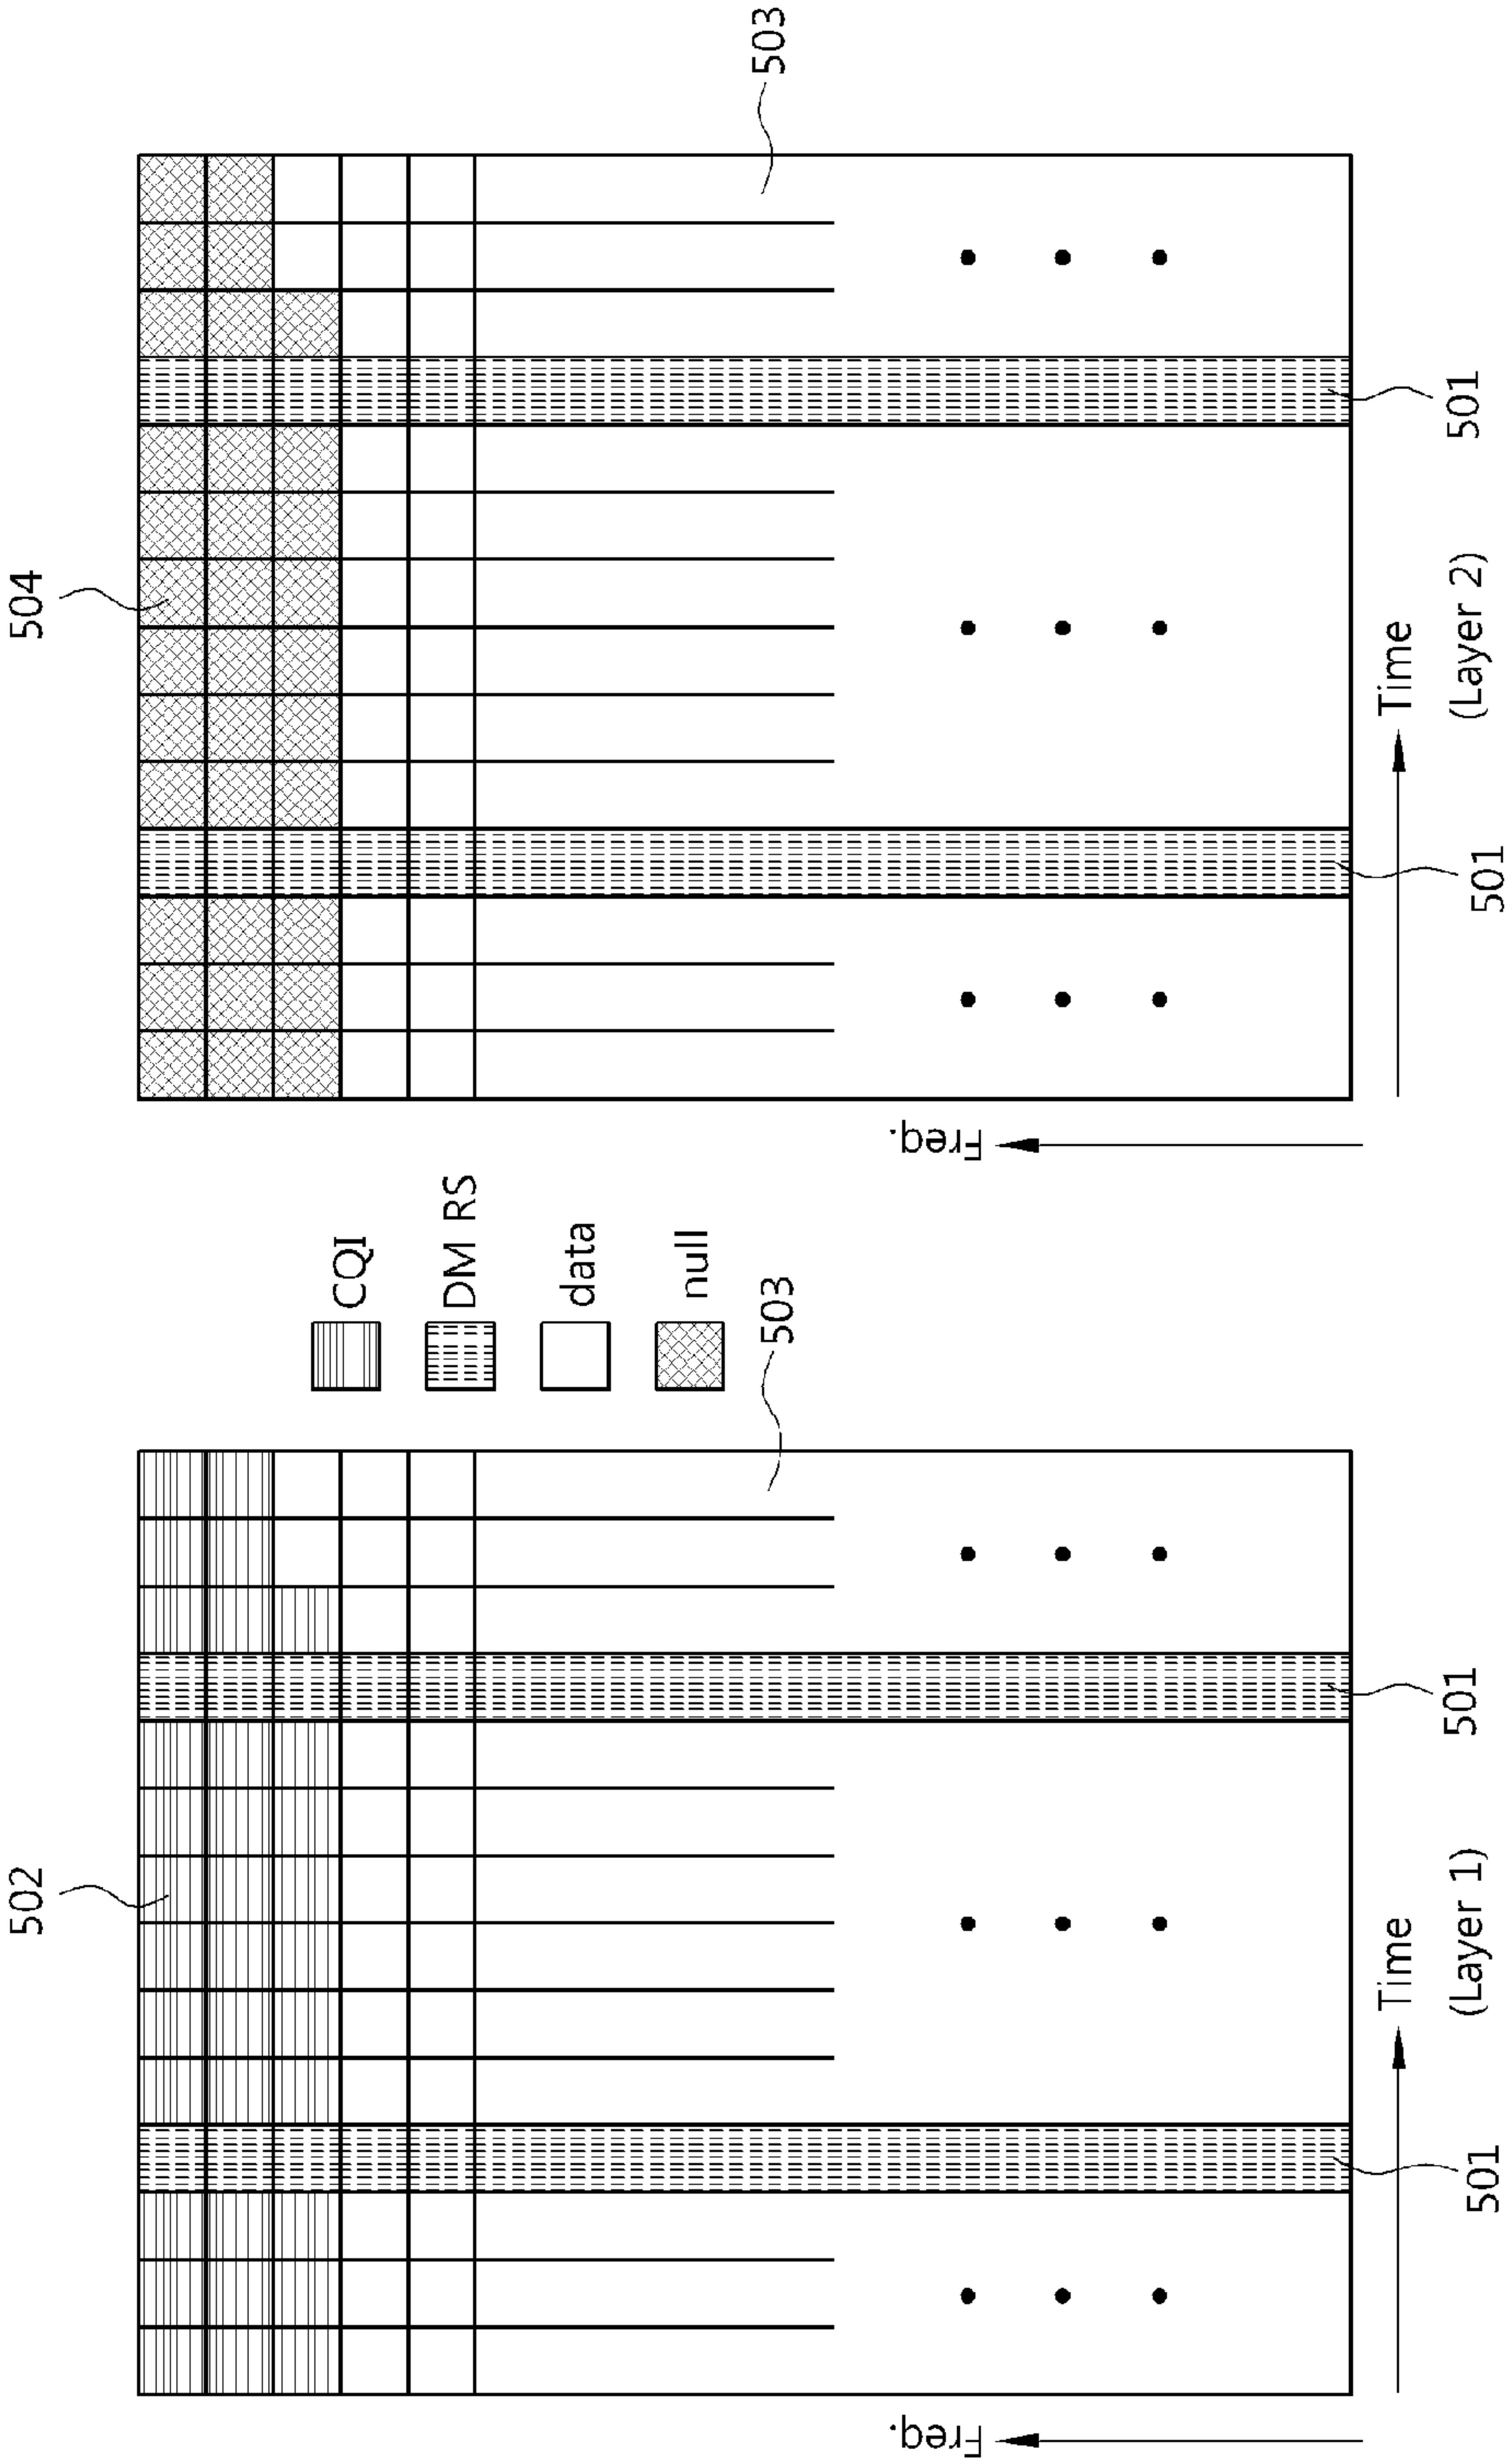 502
504
CQI
DM RS
data
null
503
503
501
501
501
501
Freq.
Time
(Layer 1)
Freq.
Time
(Layer 2)